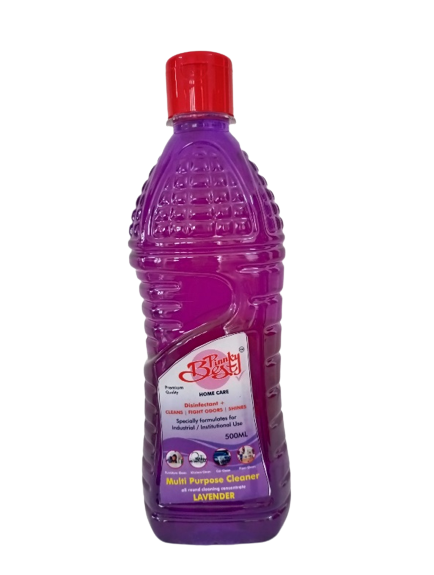 Pinky
Best
TM
Premium
Quality
HOME CARE
Disinfectant +
CLEANS | FIGHT ODORS | SHINES
Specially formulates for
Industrial / Institutional Use
500ML
Multi Purpose Cleaner
all round cleaning concentrate
LAVENDER